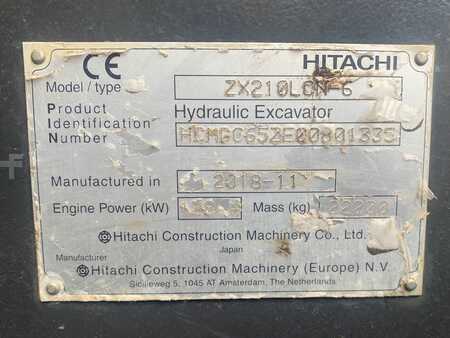 CE HITACHI
Model / type ZX210LCN-6
Product Hydraulic Excavator
Identification
Number HCMGC65ZE00801335
Manufactured in 2018-11
Engine Power (kW) Mass (kg) 22220
Hitachi Construction Machinery Co., Ltd.
Japan
Manufacturer
Hitachi Construction Machinery (Europe) N.V.
Siciliëweg 5, 1045 AT Amsterdam, The Netherlands